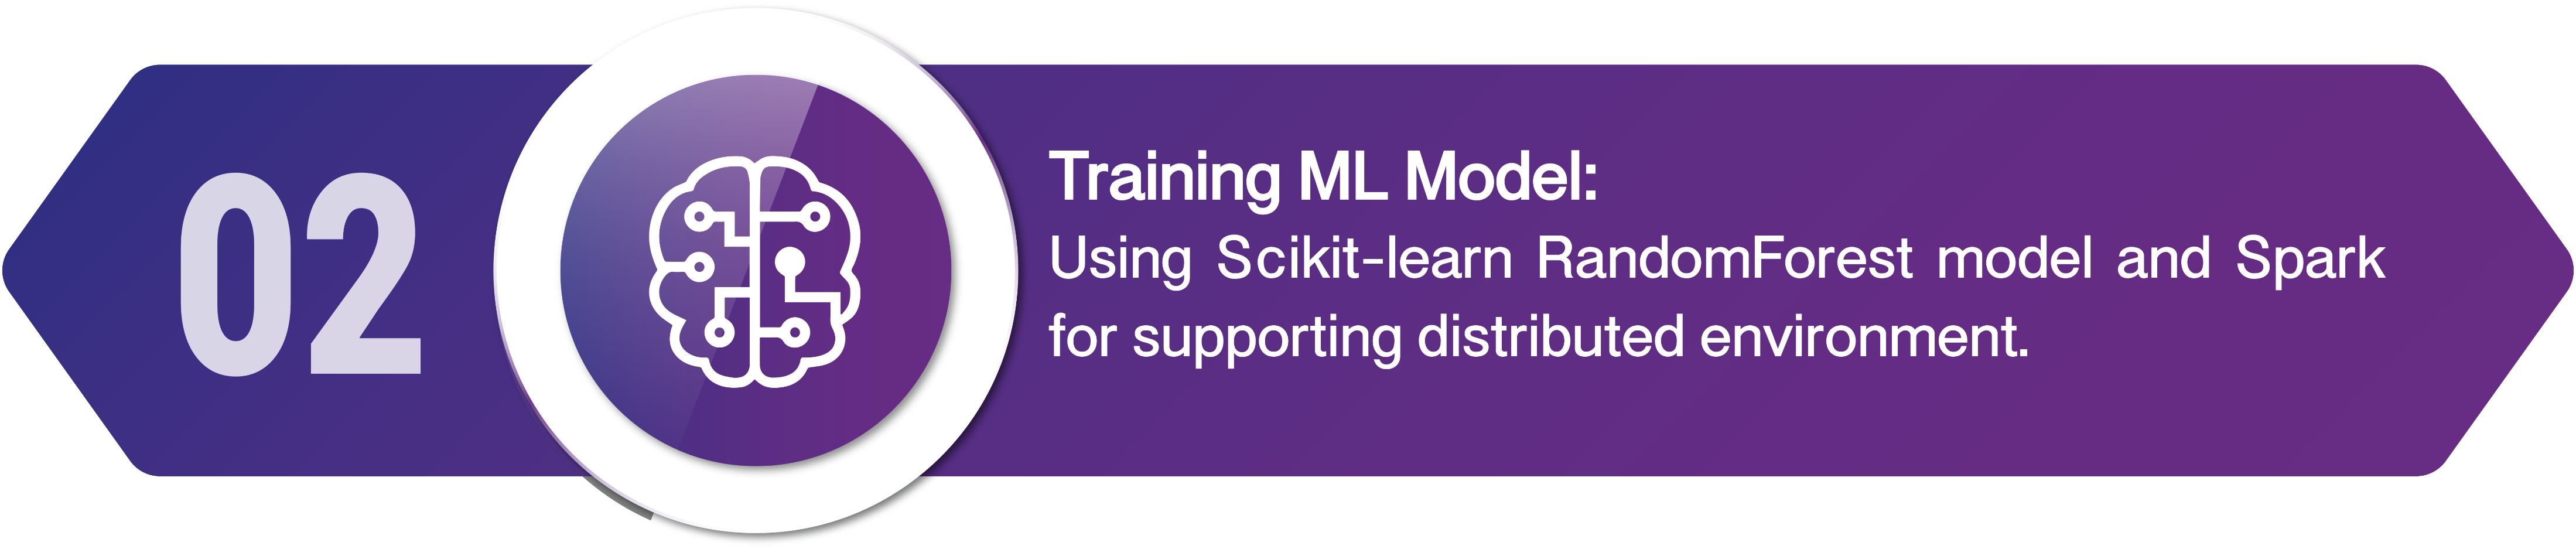 02
Training ML Model:
Using Scikit-learn RandomForest model and Spark
for supporting distributed environment.